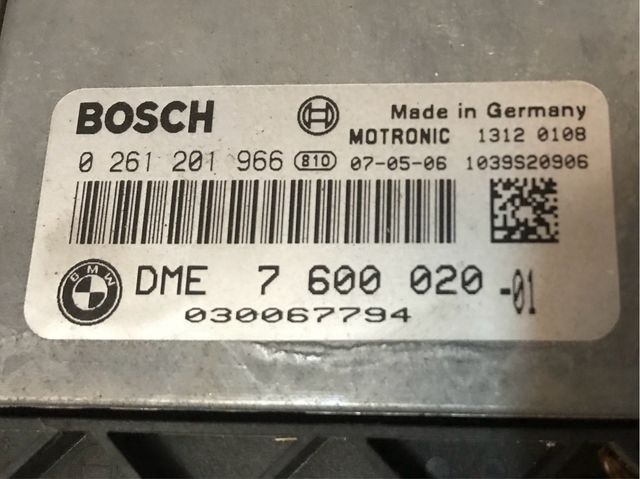 BOSCH Made in Germany
MOTRONIC 1312 0108
0 261 201 966 810 07-05-06 1039S20906
BMW DME 7 600 020 -01
030067794